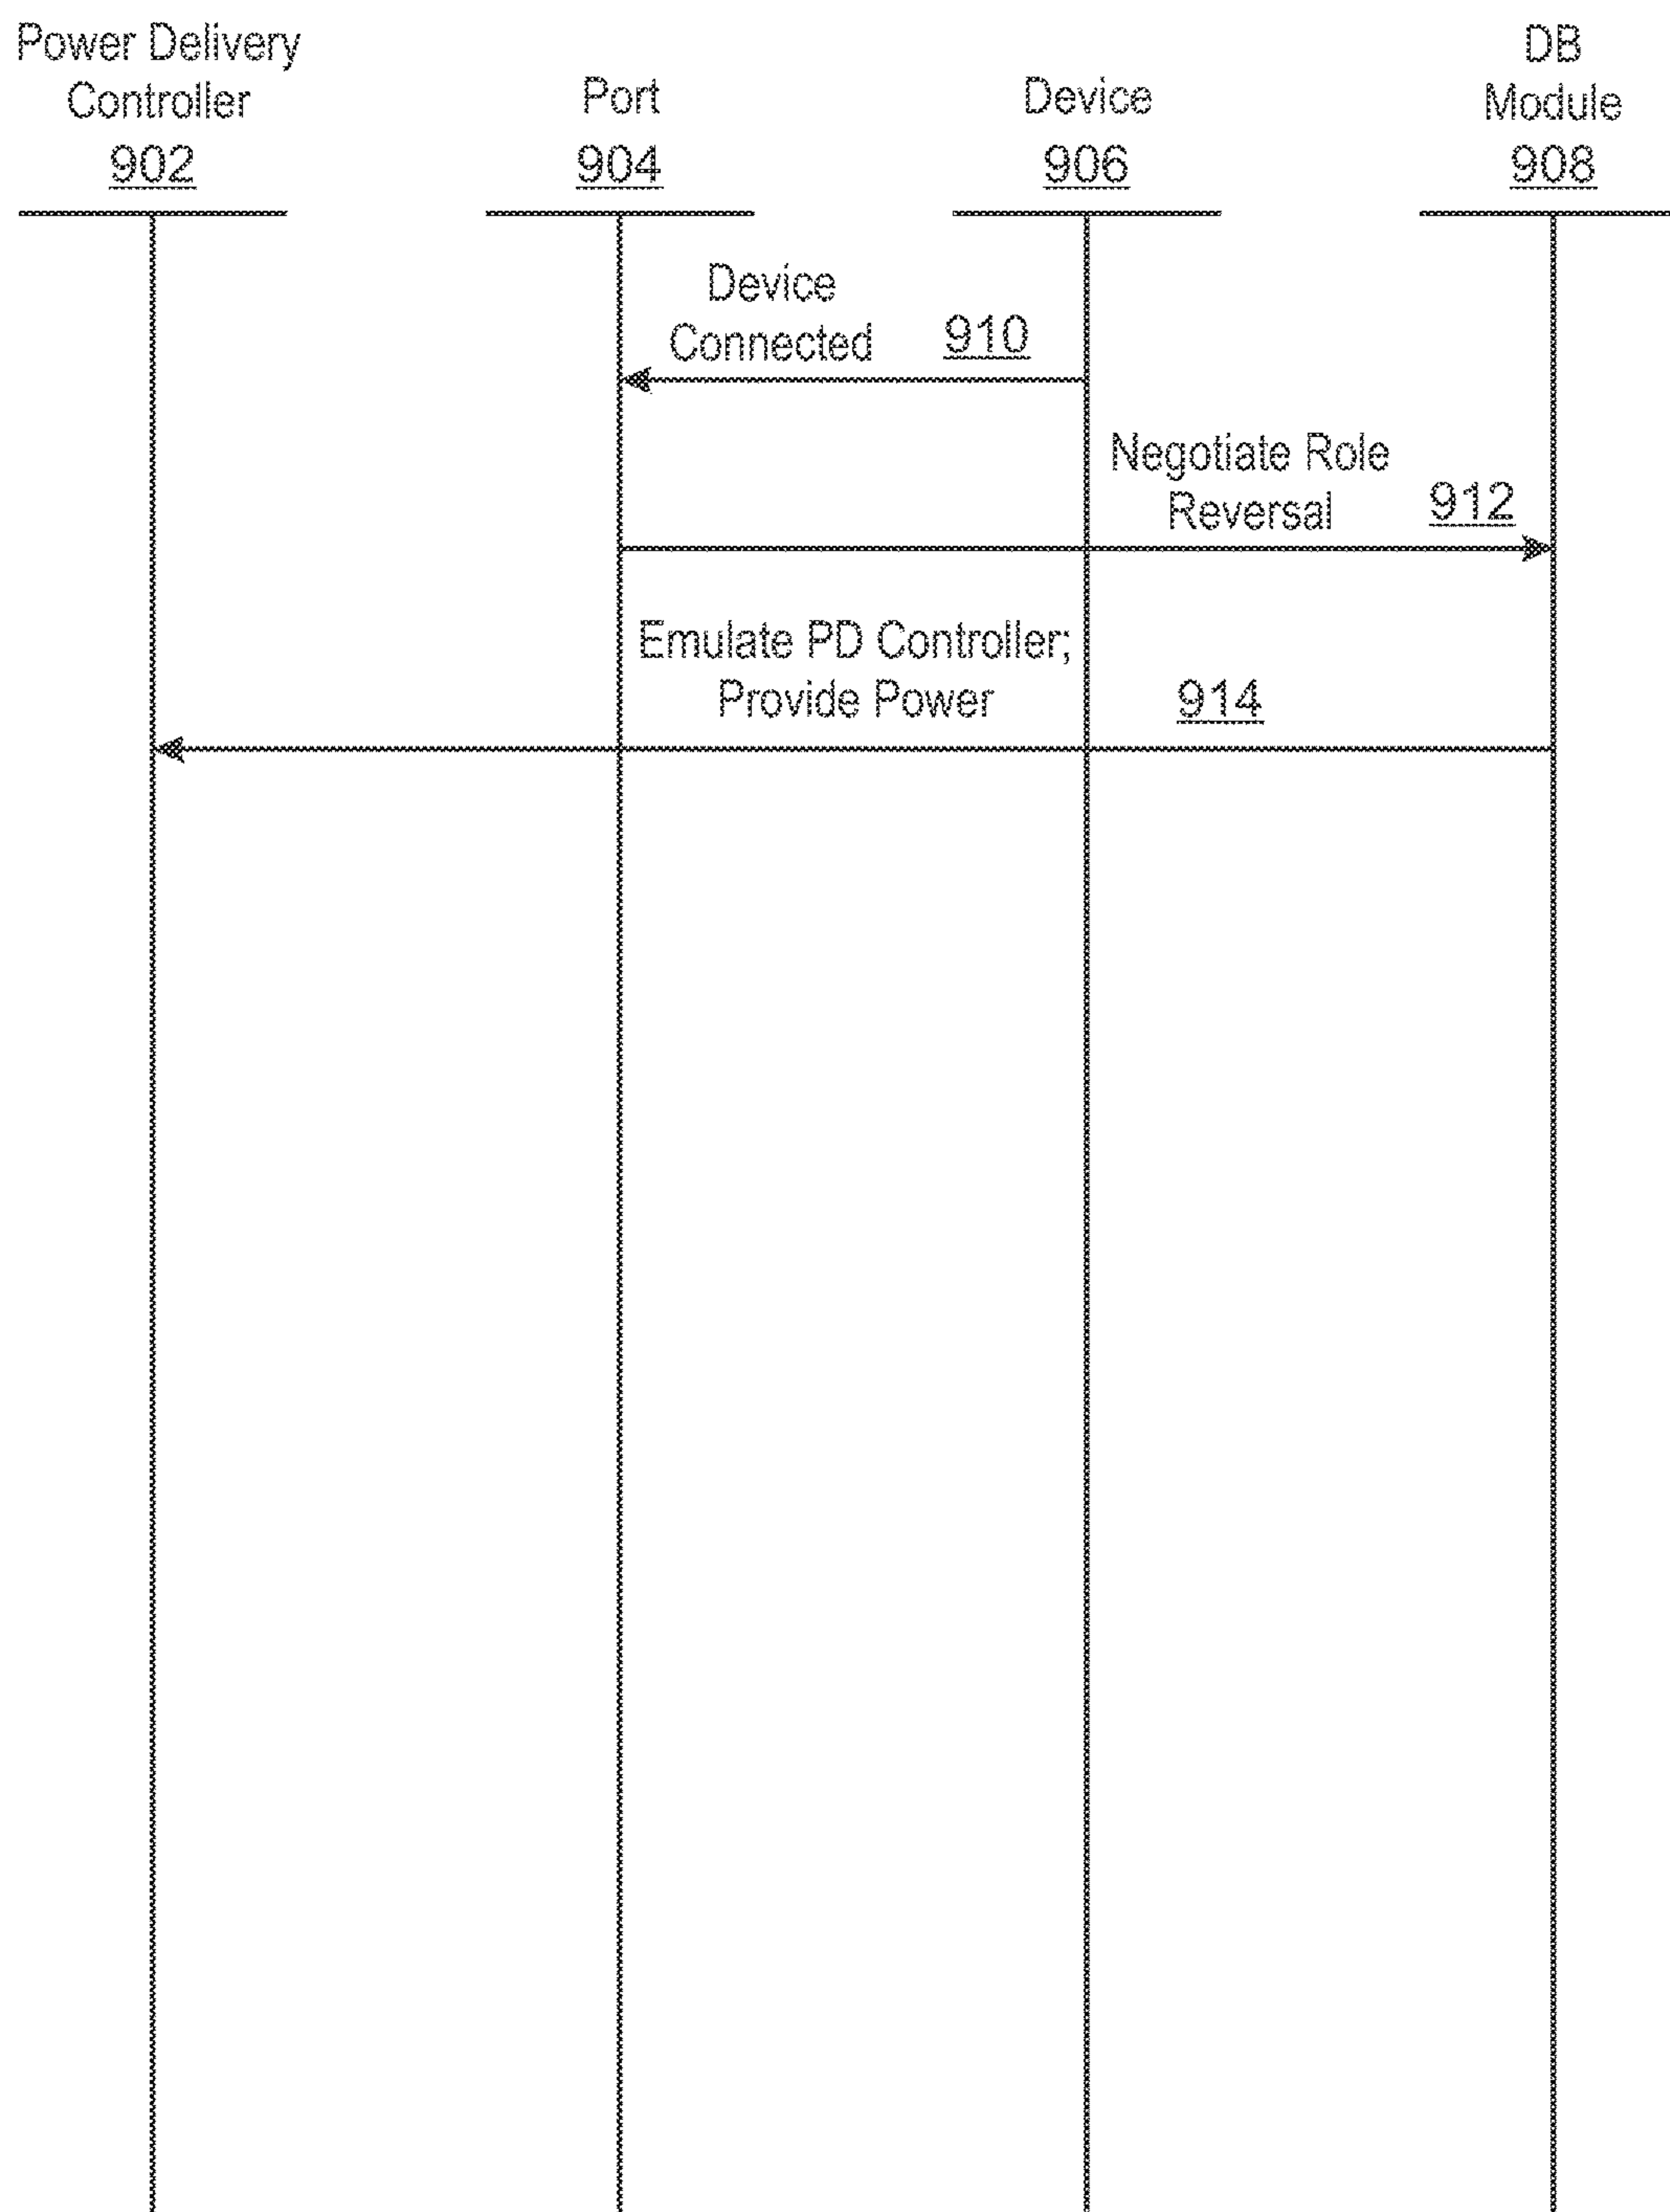 Power Delivery
Controller
902
Port
904
Device
906
DB
Module
908
Device
Connected
910
Negotiate Role
Reversal
912
Emulate PD Controller;
Provide Power
914